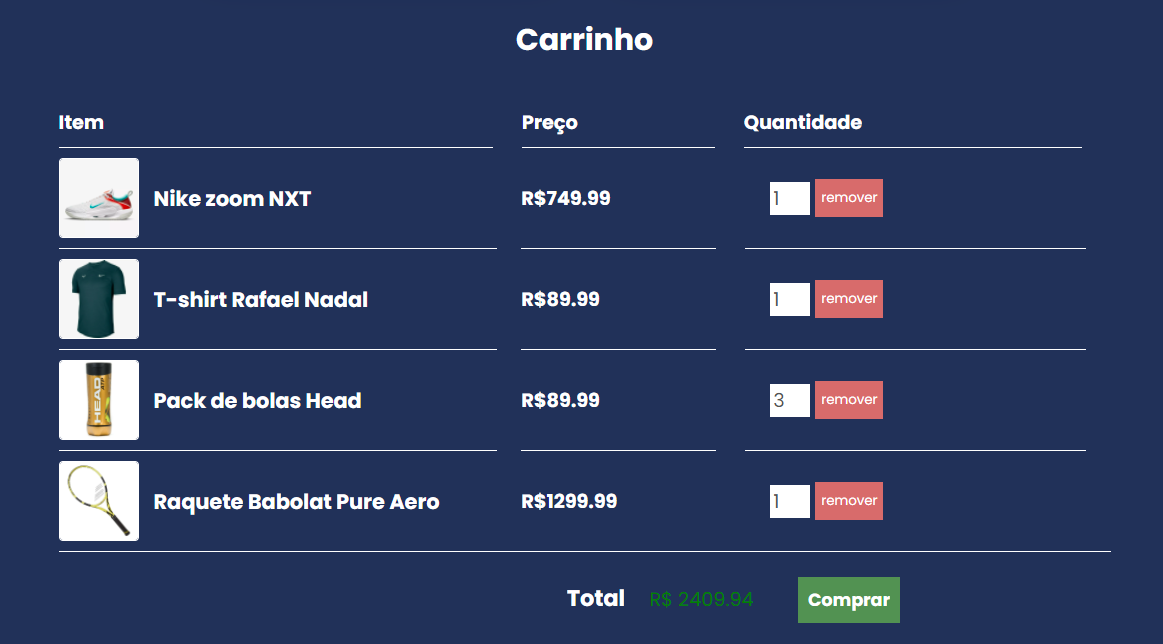 Carrinho
Item Preço Quantidade
Nike zoom NXT R$749.99 1 remover
T-shirt Rafael Nadal R$89.99 1 remover
HEAD
Pack de bolas Head R$89.99 3 remover
Raquete Babolat Pure Aero R$1299.99 1 remover
Total R$ 2409.94 Comprar